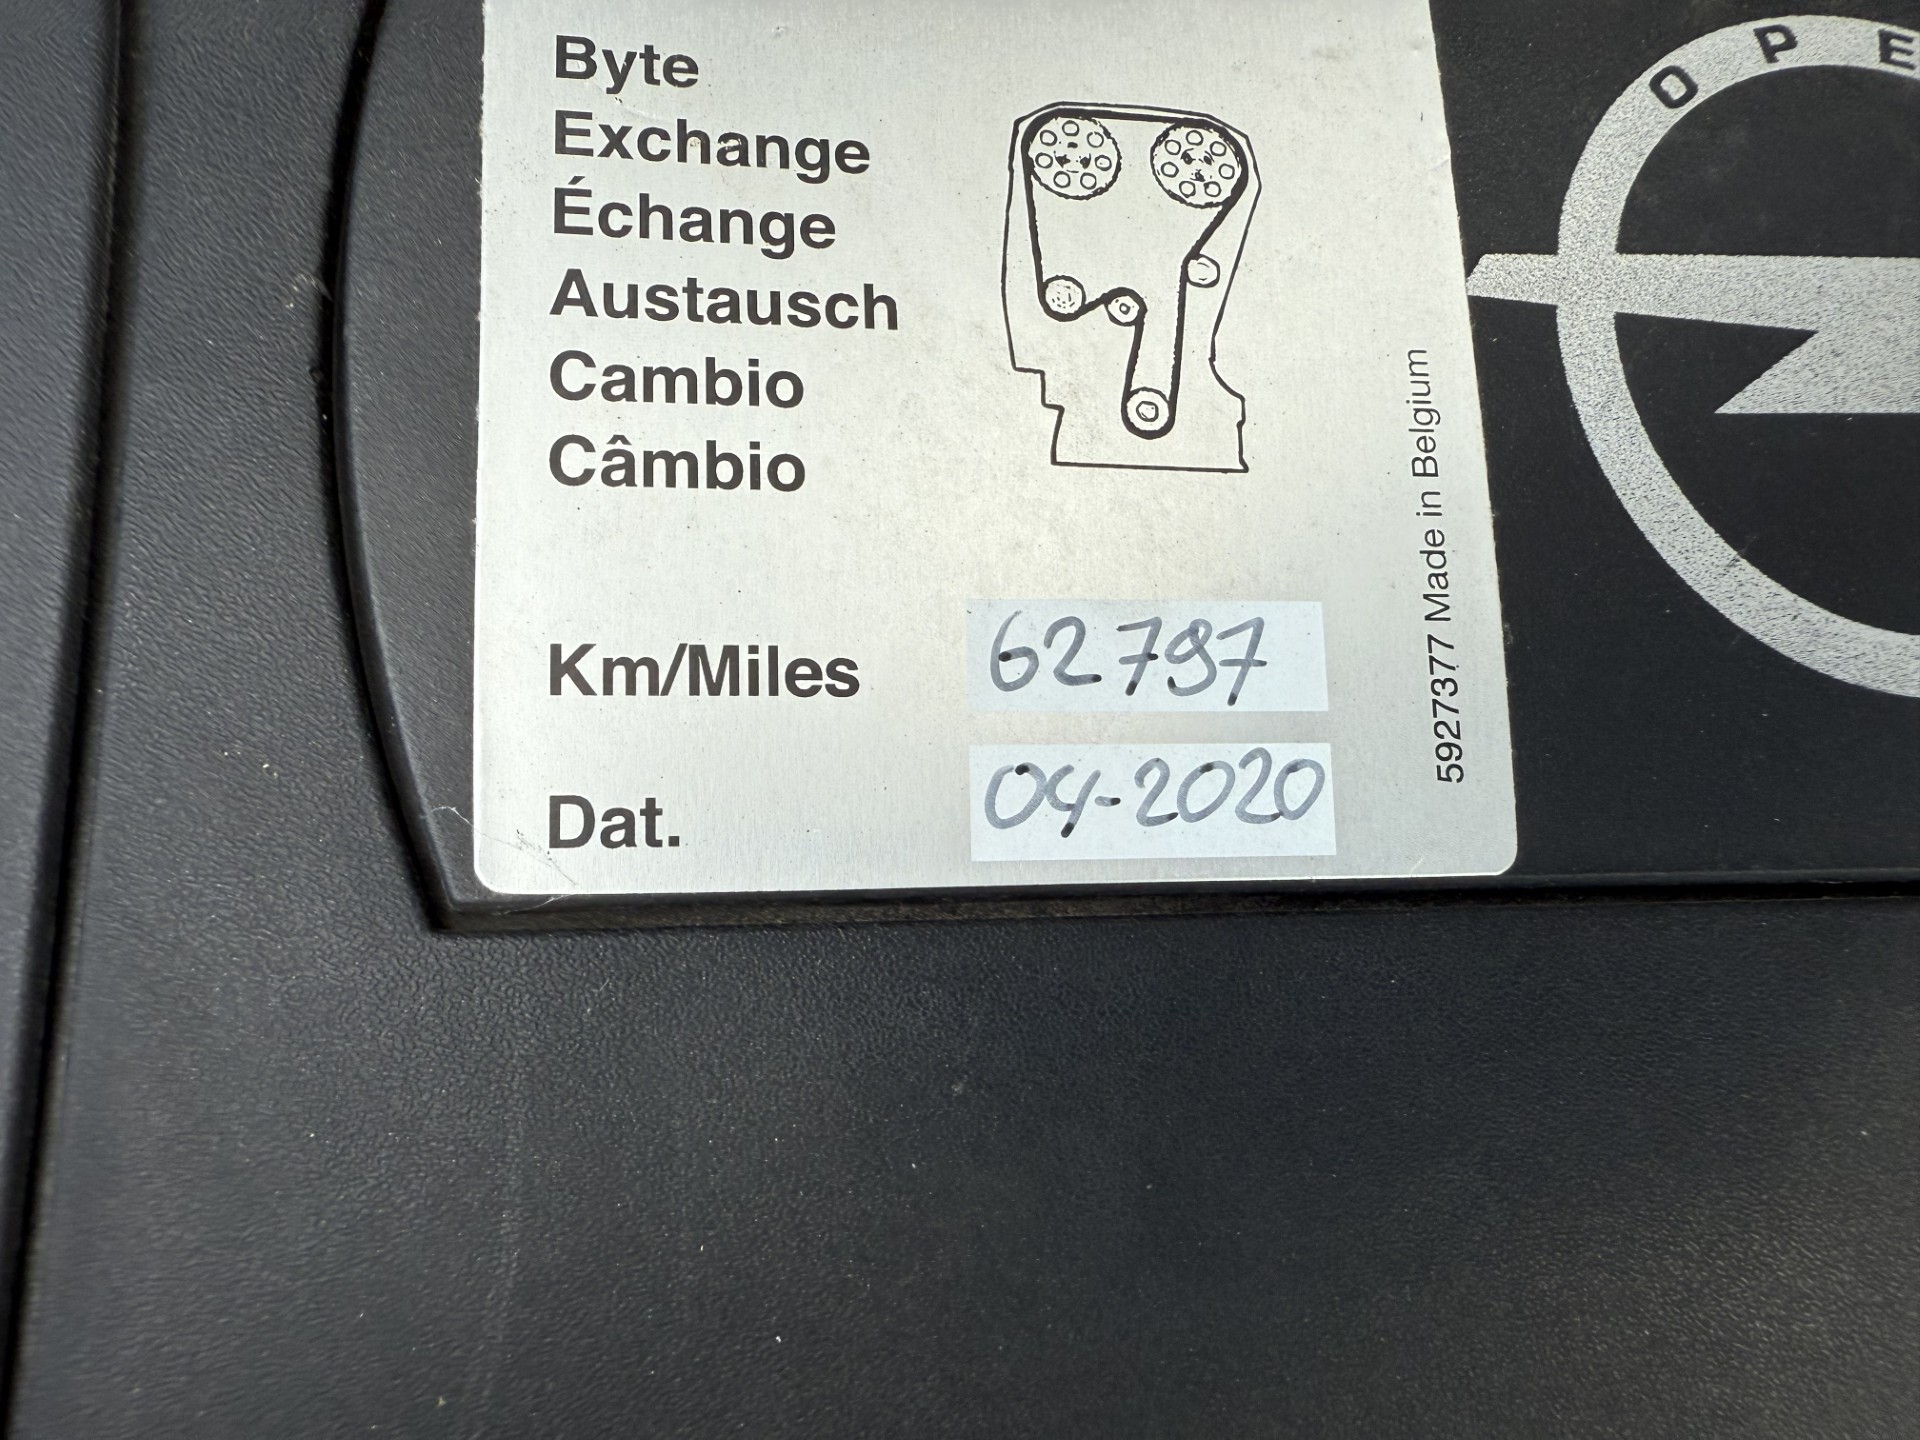 Byte
Exchange
Échange
Austausch
Cambio
Câmbio
Km/Miles 62797
Dat. 04-2020
5927377 Made in Belgium
OPE